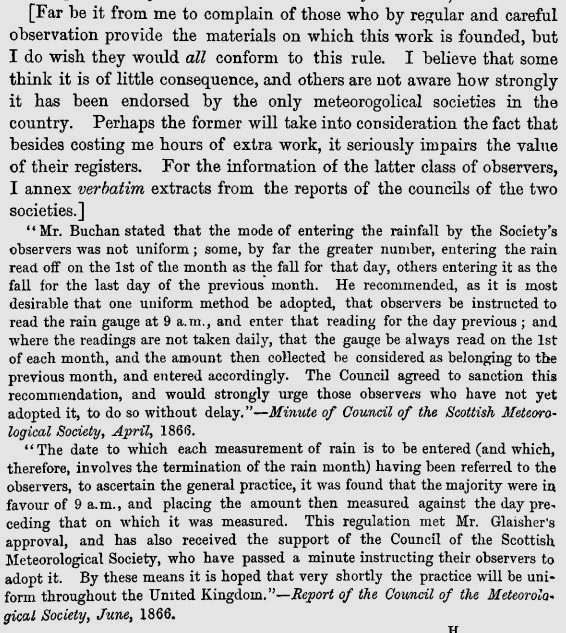 [Far be it from me to complain of those who by regular and careful
observation provide the materials on which this work is founded, but
I do wish they would all conform to this rule. I believe that some
think it is of little consequence, and others are not aware how strongly
it has been endorsed by the only meteorogolical societies in the
country. Perhaps the former will take into consideration the fact that
besides costing me hours of extra work, it seriously impairs the value
of their registers. For the information of the latter class of observers,
I annex verbatim extracts from the reports of the councils of the two
societies.]
“Mr. Buchan stated that the mode of entering the rainfall by the Society's
observers was not uniform; some, by far the greater number, entering the rain
read off on the 1st of the month as the fall for that day, others entering it as the
fall for the last day of the previous month. He recommended, as it is most
desirable that one uniform method be adopted, that observers be instructed to
read the rain gauge at 9 a.m., and enter that reading for the day previous; and
where the readings are not taken daily, that the gauge be always read on the 1st
of each month, and the amount then collected be considered as belonging to the
previous month, and entered accordingly. The Council agreed to sanction this
recommendation, and would strongly urge those observers who have not yet
adopted it, to do so without delay.”—Minute of Council of the Scottish Meteoro-
logical Society, April, 1866.
“The date to which each measurement of rain is to be entered (and which,
therefore, involves the termination of the rain month) having been referred to the
observers, to ascertain the general practice, it was found that the majority were in
favour of 9 a.m., and placing the amount then measured against the day pre-
ceding that on which it was measured. This regulation met Mr. Glaisher's
approval, and has also received the support of the Council of the Scottish
Meteorological Society, who have passed a minute instructing their observers to
adopt it. By these means it is hoped that very shortly the practice will be uni-
form throughout the United Kingdom.”—Report of the Council of the Meteorolo-
gical Society, June, 1866.
H